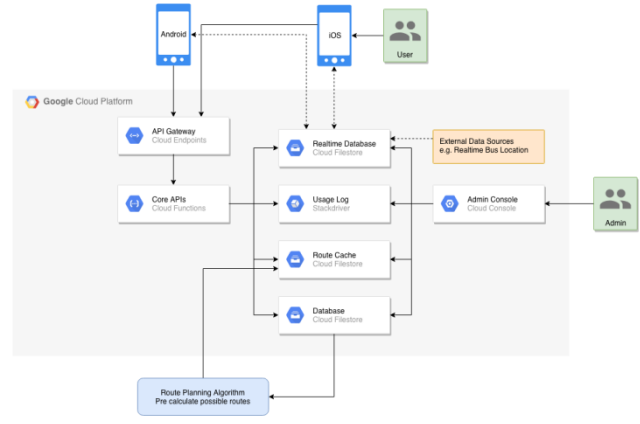 Android
iOS
User
Google Cloud Platform
API Gateway
Cloud Endpoints
Realtime Database
Cloud Filestore
External Data Sources
e.g. Realtime Bus Location
Core APIs
Cloud Functions
Usage Log
Stackdriver
Admin Console
Cloud Console
Admin
Route Cache
Cloud Filestore
Database
Cloud Filestore
Route Planning Algorithm
Pre calculate possible routes